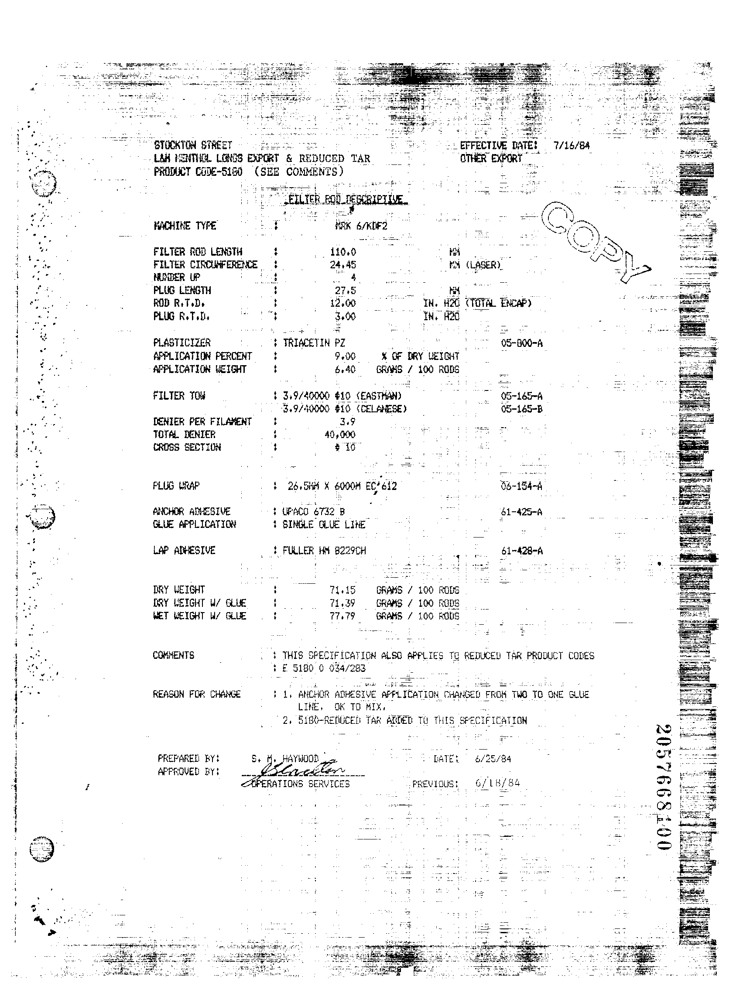 STOCKTON STREET EFFECTIVE DATE: 7/16/84
L&M MENTHOL LONGS EXPORT & REDUCED TAR OTHER EXPORT
PRODUCT CODE-5180 (SEE COMMENTS)
FILTER ROD DESCRIPTIVE
COPY
MACHINE TYPE : MRK 6/KDF2
FILTER ROD LENGTH : 110.0 MM
FILTER CIRCUMFERENCE : 24.45 MM (LASER)
NUMBER UP : 4
PLUG LENGTH : 27.5 MM
ROD R.T.D. : 12.00 IN. H2O (TOTAL ENCAP)
PLUG R.T.D. : 3.00 IN. H2O
PLASTICIZER : TRIACETIN PZ 05-800-A
APPLICATION PERCENT : 9.00 % OF DRY WEIGHT
APPLICATION WEIGHT : 6.40 GRAMS / 100 RODS
FILTER TOW : 3.9/40000 #10 (EASTMAN) 05-165-A
3.9/40000 #10 (CELANESE) 05-165-B
DENIER PER FILAMENT : 3.9
TOTAL DENIER : 40,000
CROSS SECTION : # 10
PLUG WRAP : 26.5MM X 6000M EC 612 06-154-A
ANCHOR ADHESIVE : UPACO 6732 B 61-425-A
GLUE APPLICATION : SINGLE GLUE LINE
LAP ADHESIVE : FULLER HM 8229CH 61-428-A
DRY WEIGHT : 71.15 GRAMS / 100 RODS
DRY WEIGHT W/ GLUE : 71.39 GRAMS / 100 RODS
WET WEIGHT W/ GLUE : 77.79 GRAMS / 100 RODS
COMMENTS : THIS SPECIFICATION ALSO APPLIES TO REDUCED TAR PRODUCT CODES
: E 5180 0 034/283
REASON FOR CHANGE : 1. ANCHOR ADHESIVE APPLICATION CHANGED FROM TWO TO ONE GLUE
LINE. OK TO MIX.
2. 5180-REDUCED TAR ADDED TO THIS SPECIFICATION
PREPARED BY: S. M. HAYWOOD DATE: 6/25/84
APPROVED BY:
OPERATIONS SERVICES PREVIOUS: 6/18/84
2057668100